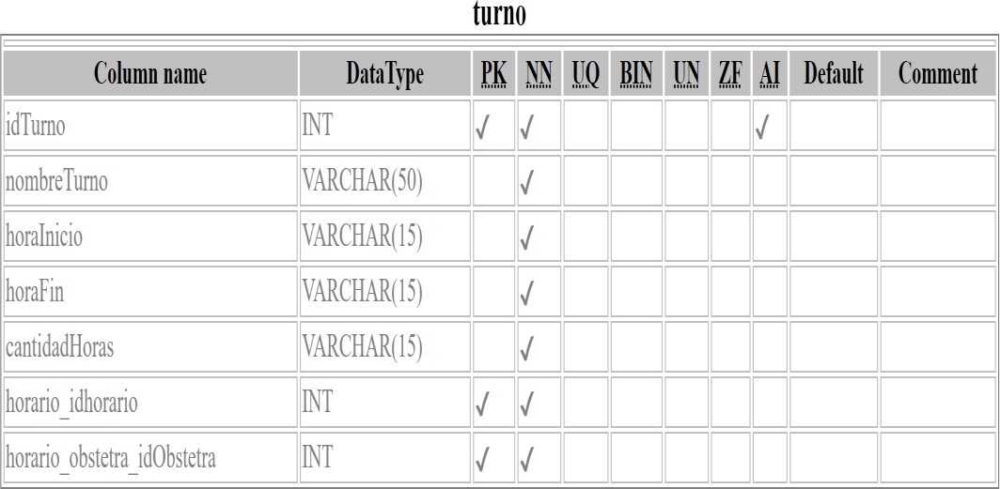 turno
Column name DataType PK NN UQ BIN UN ZF AI Default Comment
idTurno INT ✓ ✓ ✓
nombreTurno VARCHAR(50) ✓
horaInicio VARCHAR(15) ✓
horaFin VARCHAR(15) ✓
cantidadHoras VARCHAR(15) ✓
horario_idhorario INT ✓ ✓
horario_obstetra_idObstetra INT ✓ ✓